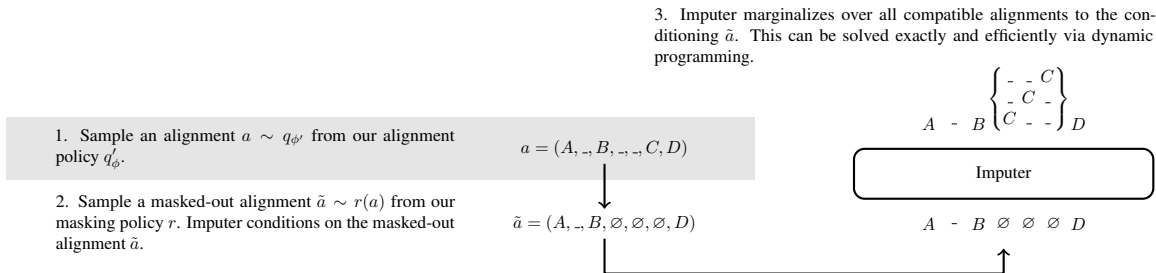 3. Imputer marginalizes over all compatible alignments to the con-
ditioning ã. This can be solved exactly and efficiently via dynamic
programming.
_ _ C
_ C _
C _ _
A - B { } D
1. Sample an alignment a ∼ q_ϕ′ from our alignment
policy q′_ϕ.
a = (A, _, B, _, _, C, D)
Imputer
2. Sample a masked-out alignment ã ∼ r(a) from our
masking policy r. Imputer conditions on the masked-out
alignment ã.
ã = (A, _, B, ∅, ∅, ∅, D)
A - B ∅ ∅ ∅ D